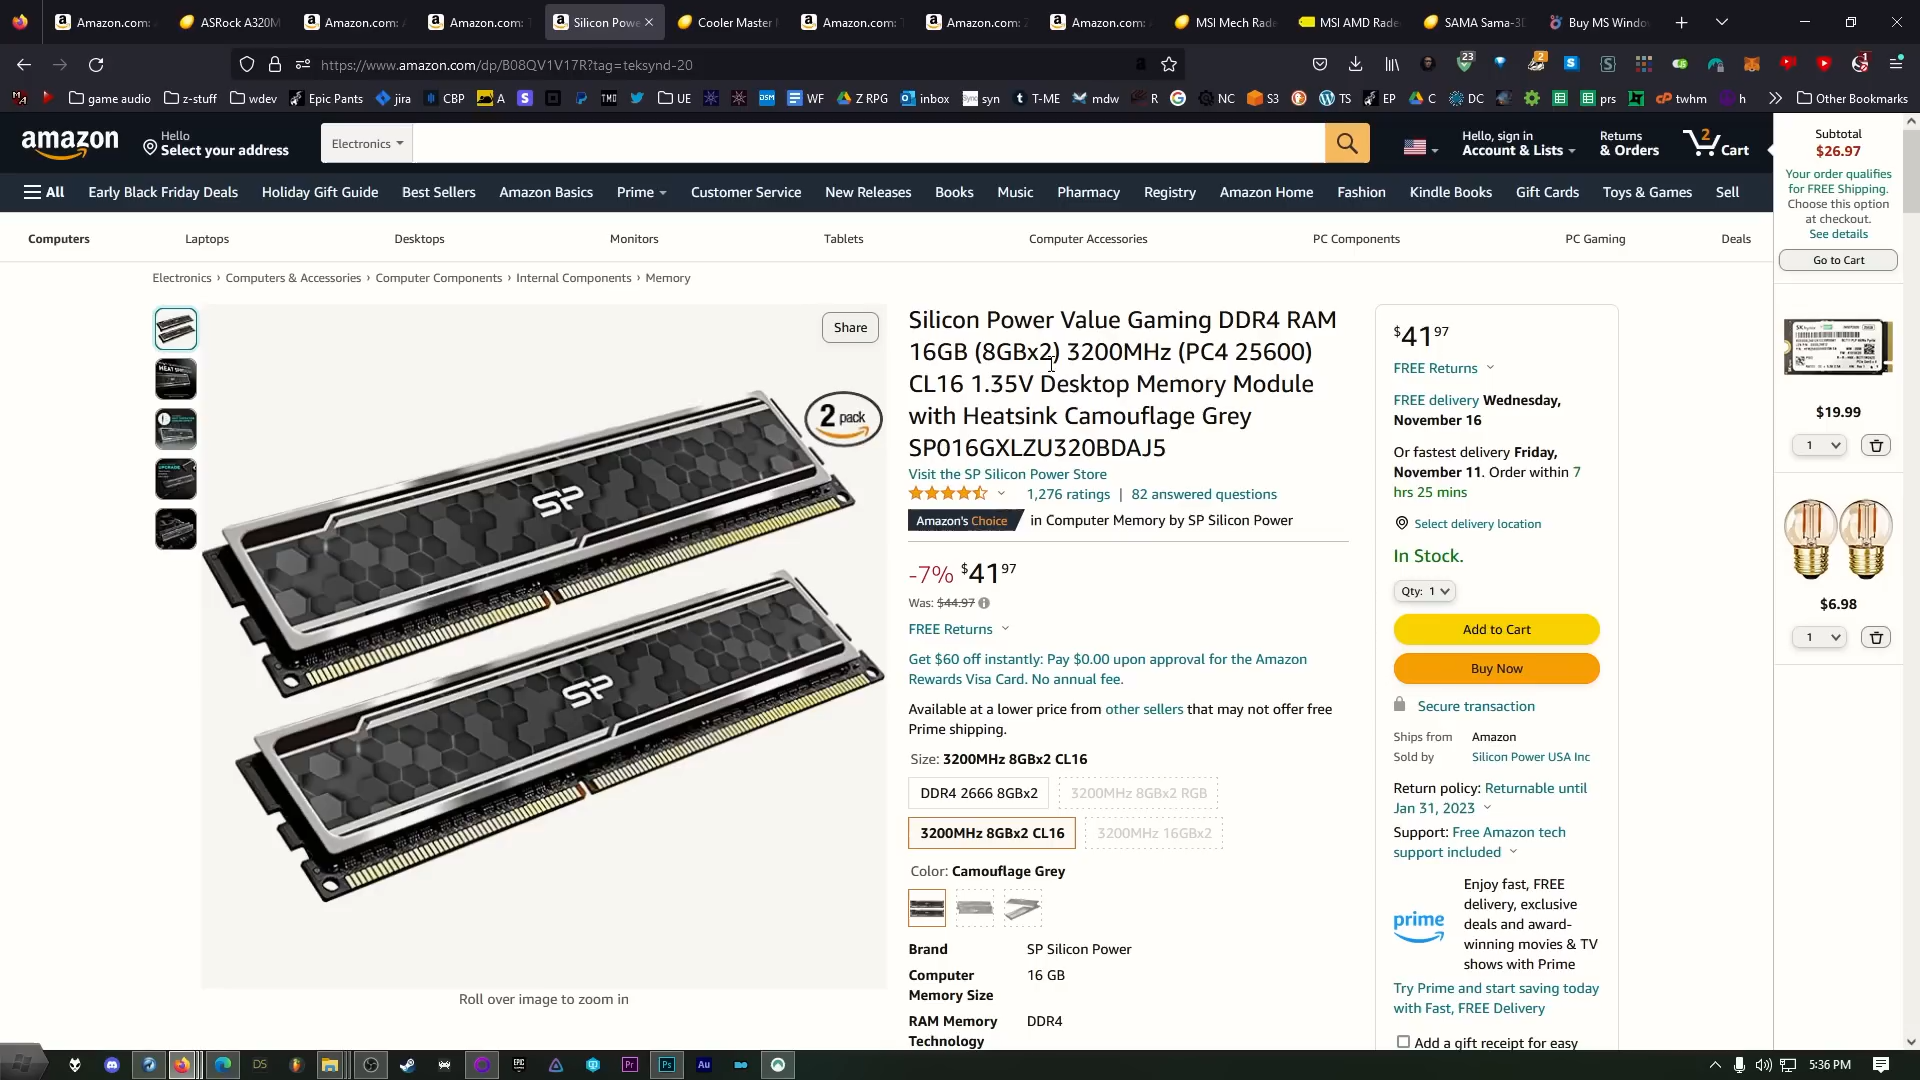 Amazon.com:
ASRock A320M
Amazon.com:
Amazon.com:
Silicon Powe
Cooler Master
Amazon.com:
Amazon.com:
Amazon.com:
MSI Mech Rade
MSI AMD Rade
SAMA Sama-3
Buy MS Windo
https://www.amazon.com/dp/B08QV1V17R?tag=teksynd-20
23
2
1
game audio
z-stuff
wdev
Epic Pants
jira
CBP
A
UE
WF
Z RPG
inbox
syn
T-ME
mdw
R
NC
S3
TS
EP
C
DC
prs
twhm
h
Other Bookmarks
amazon
Hello
Select your address
Electronics
Hello, sign in
Account & Lists
Returns
& Orders
2
Cart
All
Early Black Friday Deals
Holiday Gift Guide
Best Sellers
Amazon Basics
Prime
Customer Service
New Releases
Books
Music
Pharmacy
Registry
Amazon Home
Fashion
Kindle Books
Gift Cards
Toys & Games
Sell
Computers
Laptops
Desktops
Monitors
Tablets
Computer Accessories
PC Components
PC Gaming
Deals
Electronics › Computers & Accessories › Computer Components › Internal Components › Memory
Share
2 pack
SP
SP
Roll over image to zoom in
Silicon Power Value Gaming DDR4 RAM
16GB (8GBx2) 3200MHz (PC4 25600)
CL16 1.35V Desktop Memory Module
with Heatsink Camouflage Grey
SP016GXLZU320BDAJ5
Visit the SP Silicon Power Store
1,276 ratings | 82 answered questions
Amazon's Choice in Computer Memory by SP Silicon Power
-7% $41 97
Was: $44.97
FREE Returns
Get $60 off instantly: Pay $0.00 upon approval for the Amazon
Rewards Visa Card. No annual fee.
Available at a lower price from other sellers that may not offer free
Prime shipping.
Size: 3200MHz 8GBx2 CL16
DDR4 2666 8GBx2
3200MHz 8GBx2 RGB
3200MHz 8GBx2 CL16
3200MHz 16GBx2
Color: Camouflage Grey
Brand SP Silicon Power
Computer 16 GB
Memory Size
RAM Memory DDR4
Technology
$41 97
FREE Returns
FREE delivery Wednesday,
November 16
Or fastest delivery Friday,
November 11. Order within 7
hrs 25 mins
Select delivery location
In Stock.
Qty: 1
Add to Cart
Buy Now
Secure transaction
Ships from Amazon
Sold by Silicon Power USA Inc
Return policy: Returnable until
Jan 31, 2023
Support: Free Amazon tech
support included
prime
Enjoy fast, FREE
delivery, exclusive
deals and award-
winning movies & TV
shows with Prime
Try Prime and start saving today
with Fast, FREE Delivery
Add a gift receipt for easy
Subtotal
$26.97
Your order qualifies
for FREE Shipping.
Choose this option
at checkout.
See details
Go to Cart
$19.99
1
$6.98
1
DS
EPIC
Pr
Ps
Au
5:36 PM